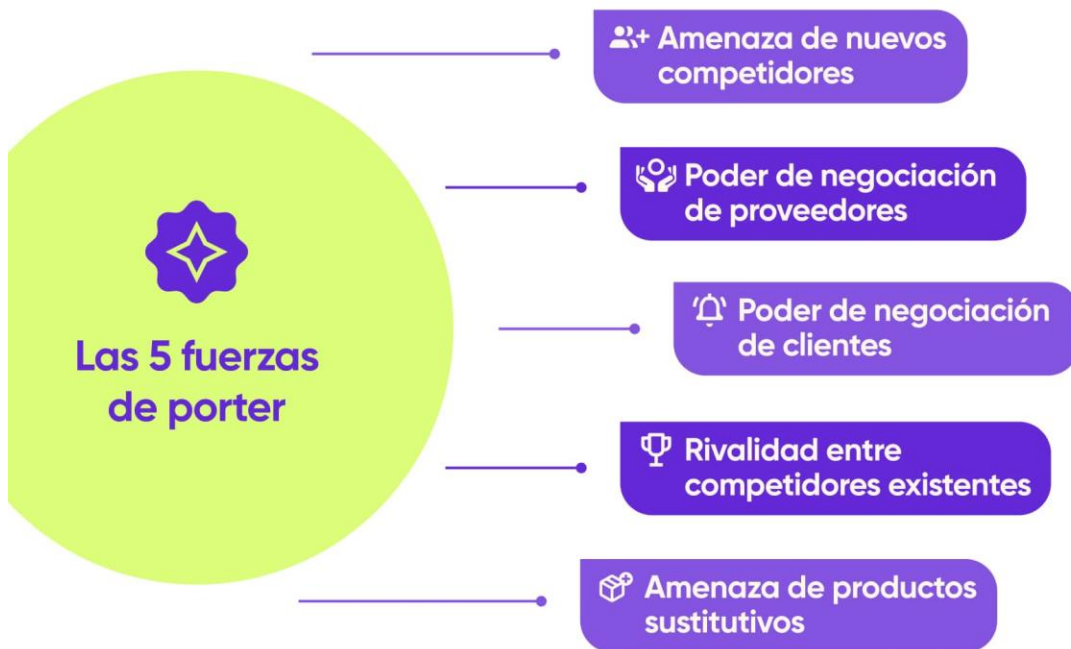 Amenaza de nuevos
competidores
Poder de negociación
de proveedores
Las 5 fuerzas
de porter
Poder de negociación
de clientes
Rivalidad entre
competidores existentes
Amenaza de productos
sustitutivos